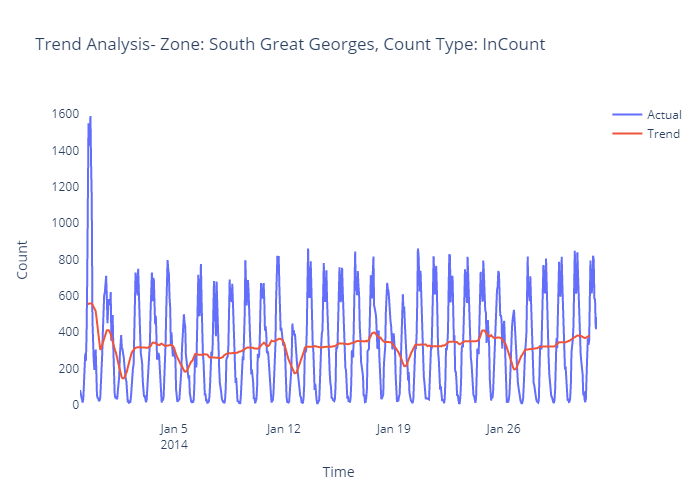 Trend Analysis- Zone: South Great Georges, Count Type: InCount
Actual
Trend
Count
1600
1400
1200
1000
800
600
400
200
0
Jan 5
2014
Jan 12
Jan 19
Jan 26
Time